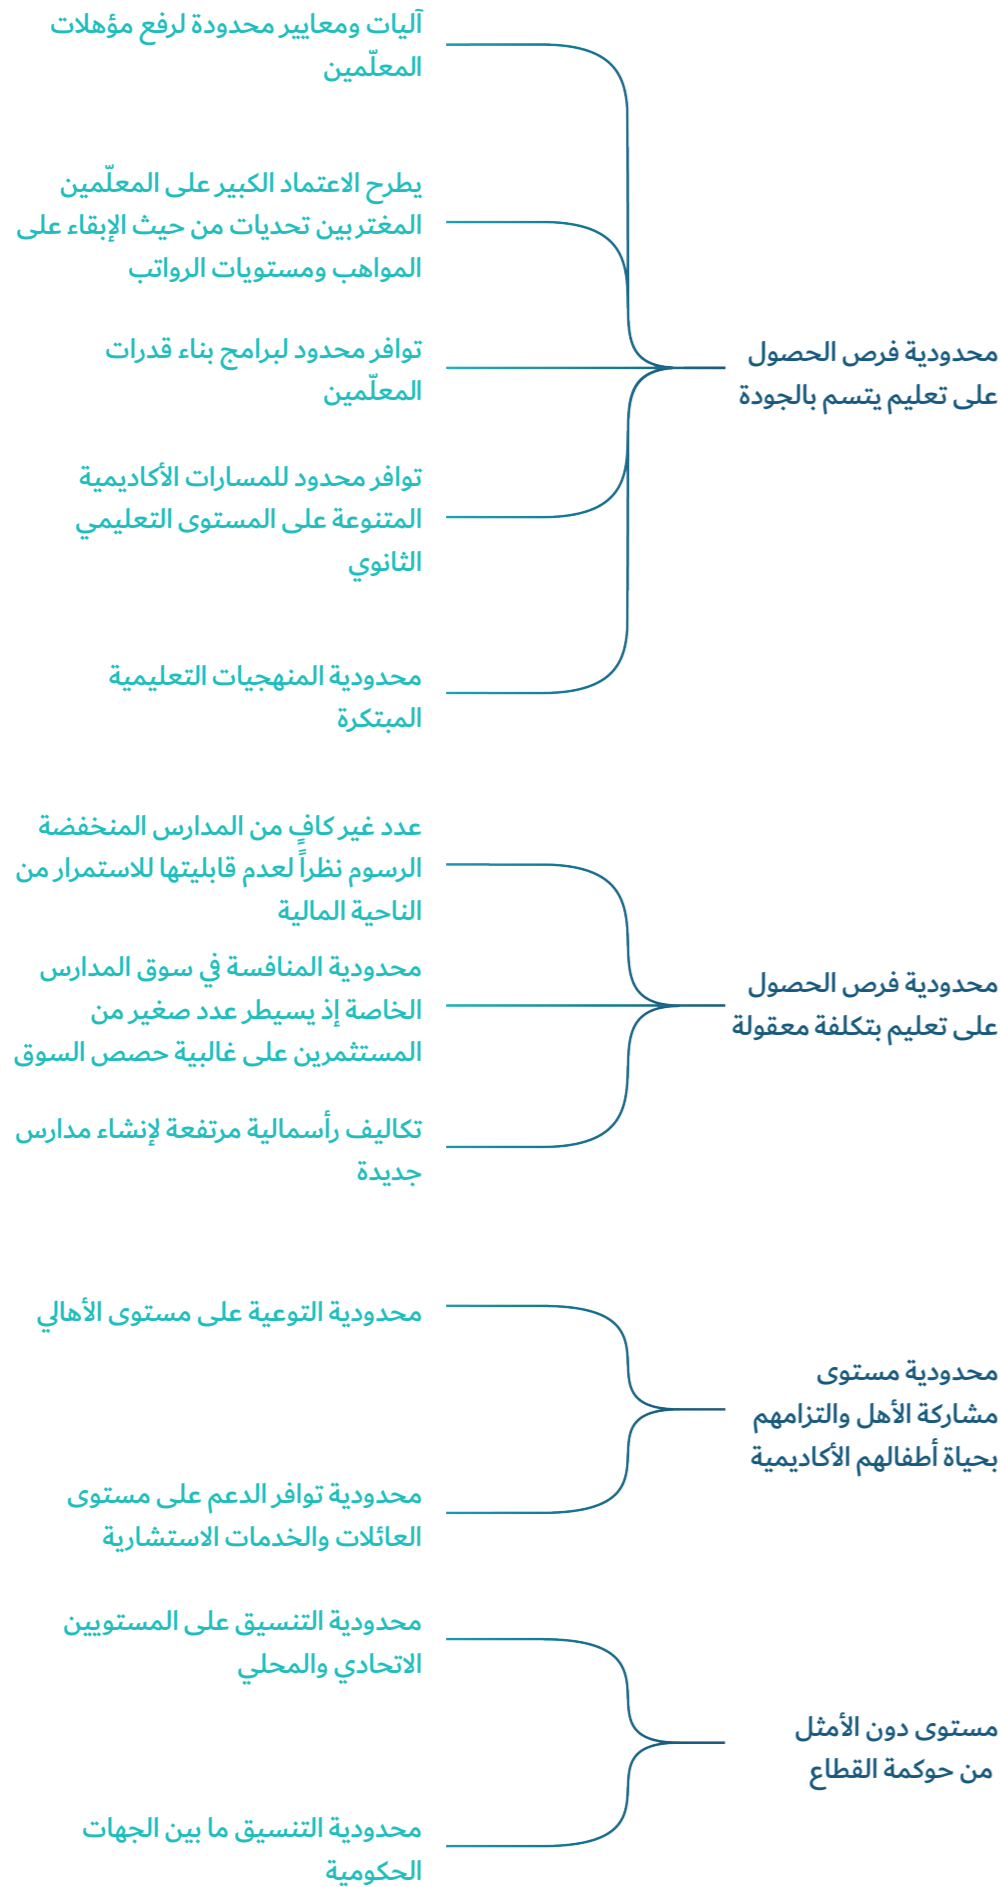 محدودية فرص الحصول
على تعليم يتسم بالجودة
آليات ومعايير محدودة لرفع مؤهلات
المعلّمين
يطرح الاعتماد الكبير على المعلّمين
المغتربين تحديات من حيث الإبقاء على
المواهب ومستويات الرواتب
توافر محدود لبرامج بناء قدرات
المعلّمين
توافر محدود للمسارات الأكاديمية
المتنوعة على المستوى التعليمي
الثانوي
محدودية المنهجيات التعليمية
المبتكرة
محدودية فرص الحصول
على تعليم بتكلفة معقولة
عدد غير كافٍ من المدارس المنخفضة
الرسوم نظراً لعدم قابليتها للاستمرار من
الناحية المالية
محدودية المنافسة في سوق المدارس
الخاصة إذ يسيطر عدد صغير من
المستثمرين على غالبية حصص السوق
تكاليف رأسمالية مرتفعة لإنشاء مدارس
جديدة
محدودية مستوى
مشاركة الأهل والتزامهم
بحياة أطفالهم الأكاديمية
محدودية التوعية على مستوى الأهالي
محدودية توافر الدعم على مستوى
العائلات والخدمات الاستشارية
مستوى دون الأمثل
من حوكمة القطاع
محدودية التنسيق على المستويين
الاتحادي والمحلي
محدودية التنسيق ما بين الجهات
الحكومية